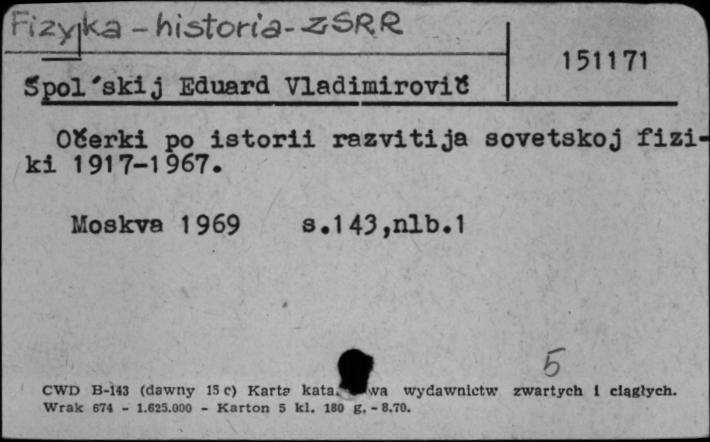 Fizyka - historia - ZSRR
151171
Špol´skij Eduard Vladimirovič
Očerki po istorii razvitija sovetskoj fizi-
ki 1917-1967.
Moskva 1969 s.143,nlb.1
5
CWD B-143 (dawny 15 c) Karta wydawnictw zwartych i ciągłych.
Wrak 674 - 1.625.000 - Karton 5 kl. 180 g. - 8.70.